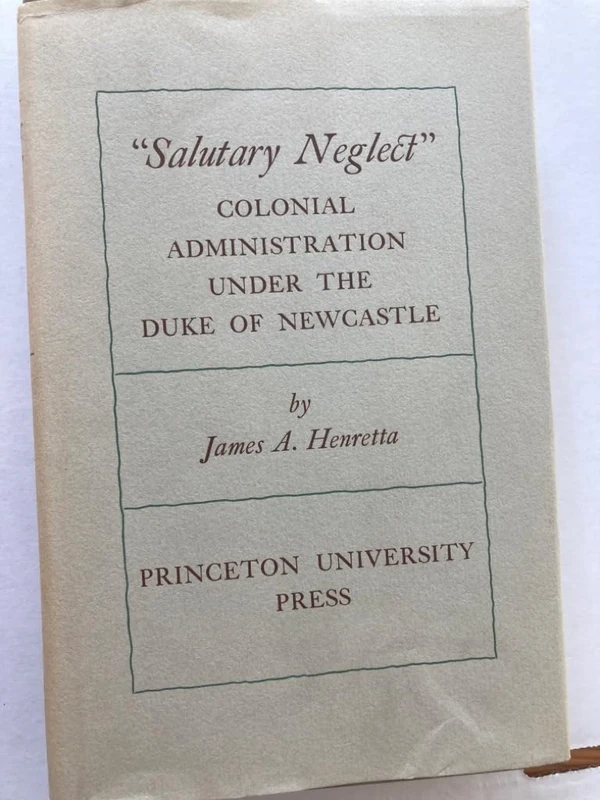 “Salutary Neglect”
COLONIAL
ADMINISTRATION
UNDER THE
DUKE OF NEWCASTLE
by
James A. Henretta
PRINCETON UNIVERSITY
PRESS